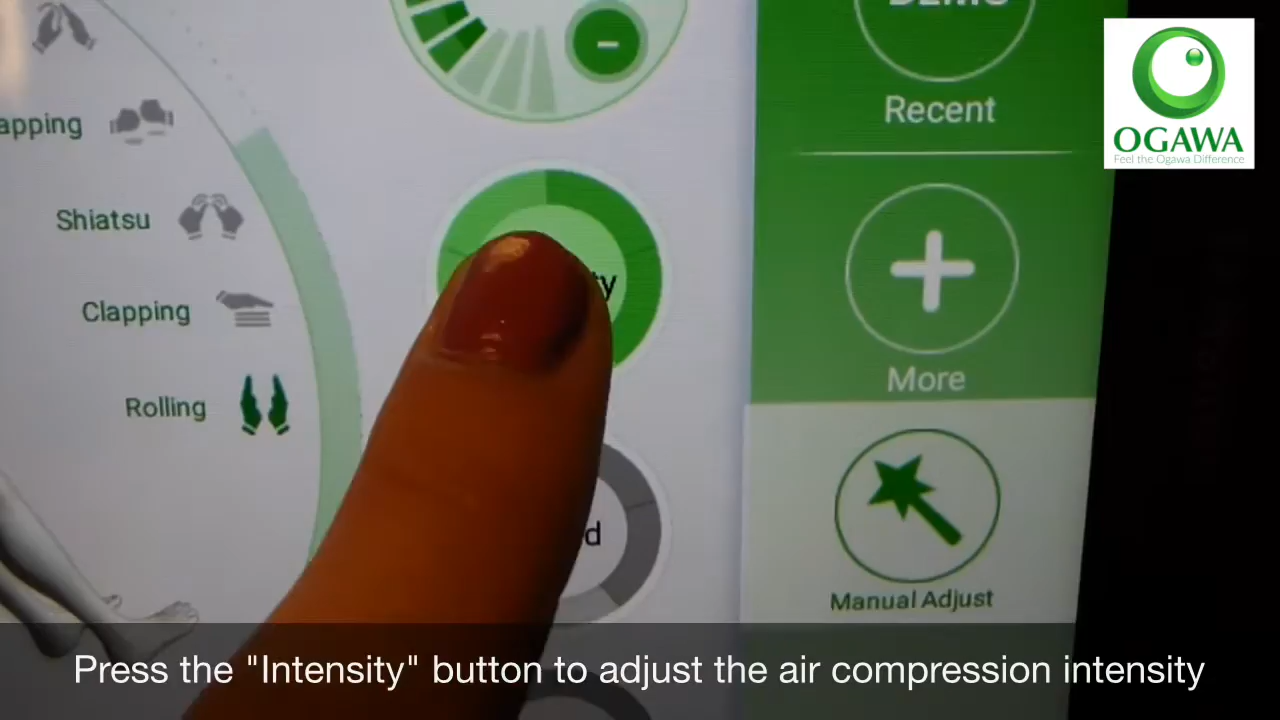 Recent
OGAWA
Feel the Ogawa Difference
Shiatsu
Clapping
More
Rolling
Manual Adjust
Press the "Intensity" button to adjust the air compression intensity